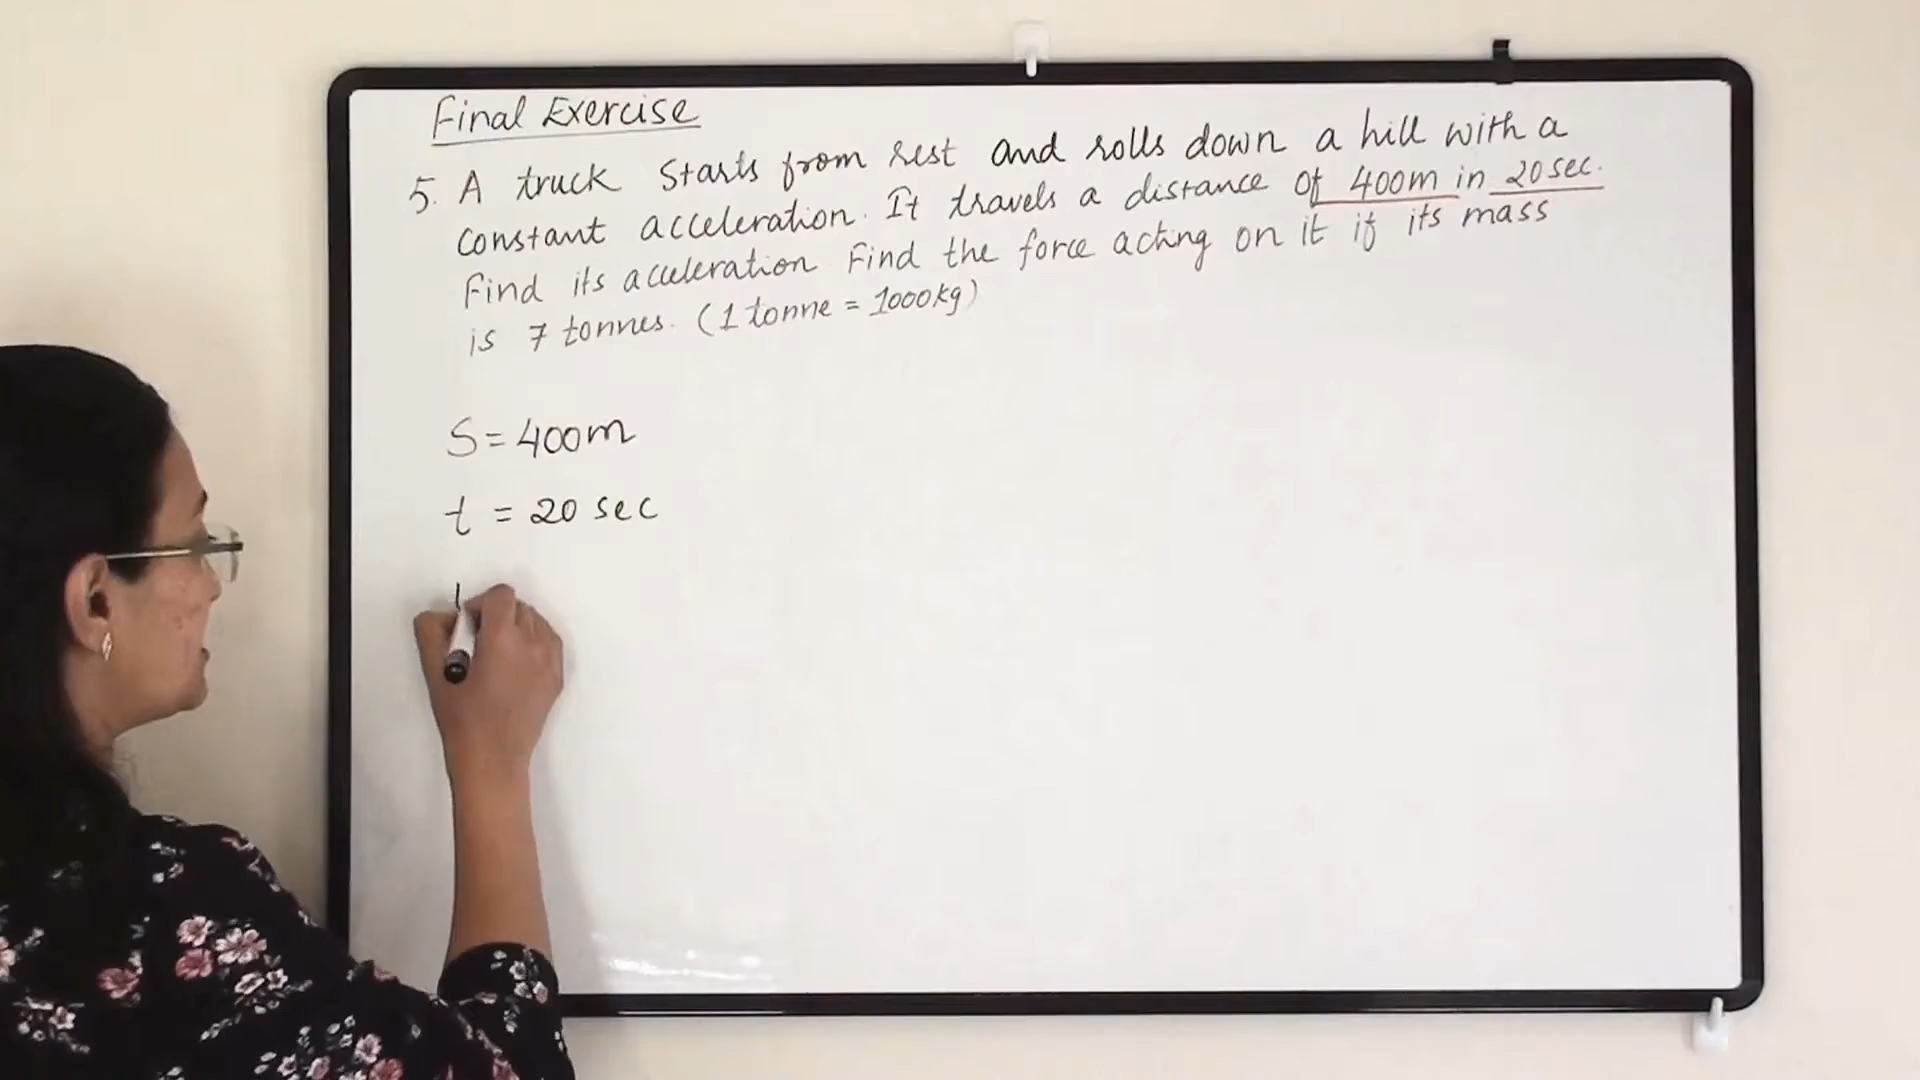 Final Exercise
5. A truck starts from rest and rolls down a hill with a
constant acceleration. It travels a distance of 400m in 20 sec.
Find its acceleration Find the force acting on it if its mass
is 7 tonnes. (1 tonne = 1000kg)
S = 400m
t = 20 sec